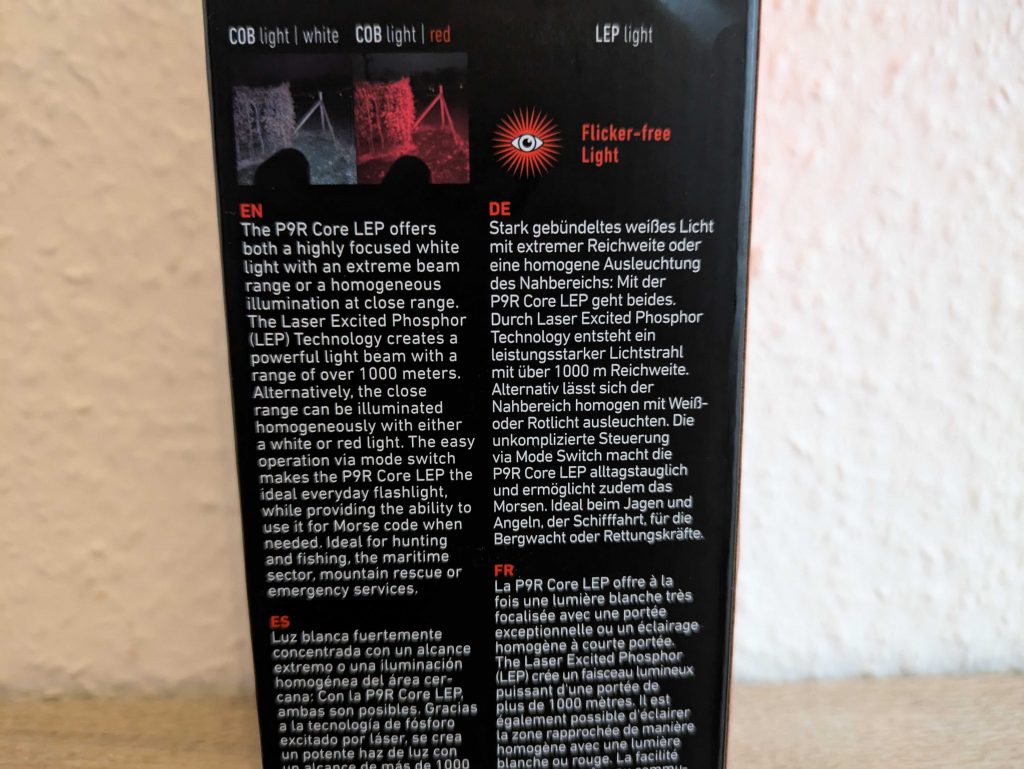 COB light | white COB light | red
LEP light
Flicker-free
Light
EN
The P9R Core LEP offers
both a highly focused white
light with an extreme beam
range or a homogeneous
illumination at close range.
The Laser Excited Phosphor
(LEP) Technology creates a
powerful light beam with a
range of over 1000 meters.
Alternatively, the close
range can be illuminated
homogeneously with either
a white or red light. The easy
operation via mode switch
makes the P9R Core LEP the
ideal everyday flashlight,
while providing the ability to
use it for Morse code when
needed. Ideal for hunting
and fishing, the maritime
sector, mountain rescue or
emergency services.
ES
Luz blanca fuertemente
concentrada con un alcance
extremo o una iluminación
homogénea del área cer-
cana: Con la P9R Core LEP,
ambas son posibles. Gracias
a la tecnología de fósforo
excitado por láser, se crea
un potente haz de luz con
un alcance de más de 1000
DE
Stark gebündeltes weißes Licht
mit extremer Reichweite oder
eine homogene Ausleuchtung
des Nahbereichs: Mit der
P9R Core LEP geht beides.
Durch Laser Excited Phosphor
Technology entsteht ein
leistungsstarker Lichtstrahl
mit über 1000 m Reichweite.
Alternativ lässt sich der
Nahbereich homogen mit Weiß-
oder Rotlicht ausleuchten. Die
unkomplizierte Steuerung
via Mode Switch macht die
P9R Core LEP alltagstauglich
und ermöglicht zudem das
Morsen. Ideal beim Jagen und
Angeln, der Schifffahrt, für die
Bergwacht oder Rettungskräfte.
FR
La P9R Core LEP offre à la
fois une lumière blanche très
focalisée avec une portée
exceptionnelle ou un éclairage
homogène à courte portée.
The Laser Excited Phosphor
(LEP) crée un faisceau lumineux
puissant d'une portée de
plus de 1000 mètres. Il est
également possible d'éclairer
la zone rapprochée de manière
homogène avec une lumière
blanche ou rouge. La facilité